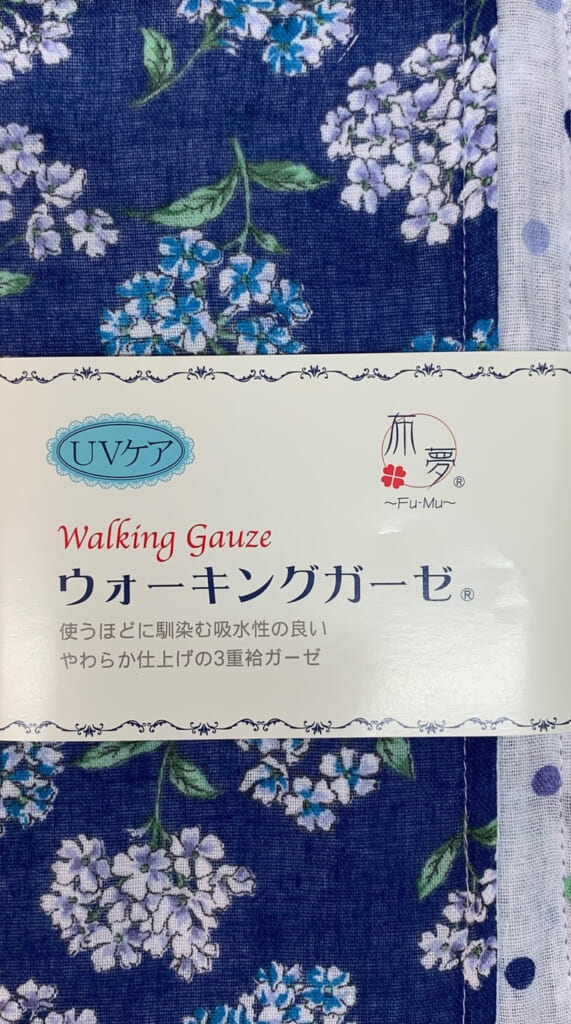 UVケア
布夢®
～Fu-Mu～
Walking Gauze
ウォーキングガーゼ®
使うほどに馴染む吸水性の良い
やわらか仕上げの3重袷ガーゼ